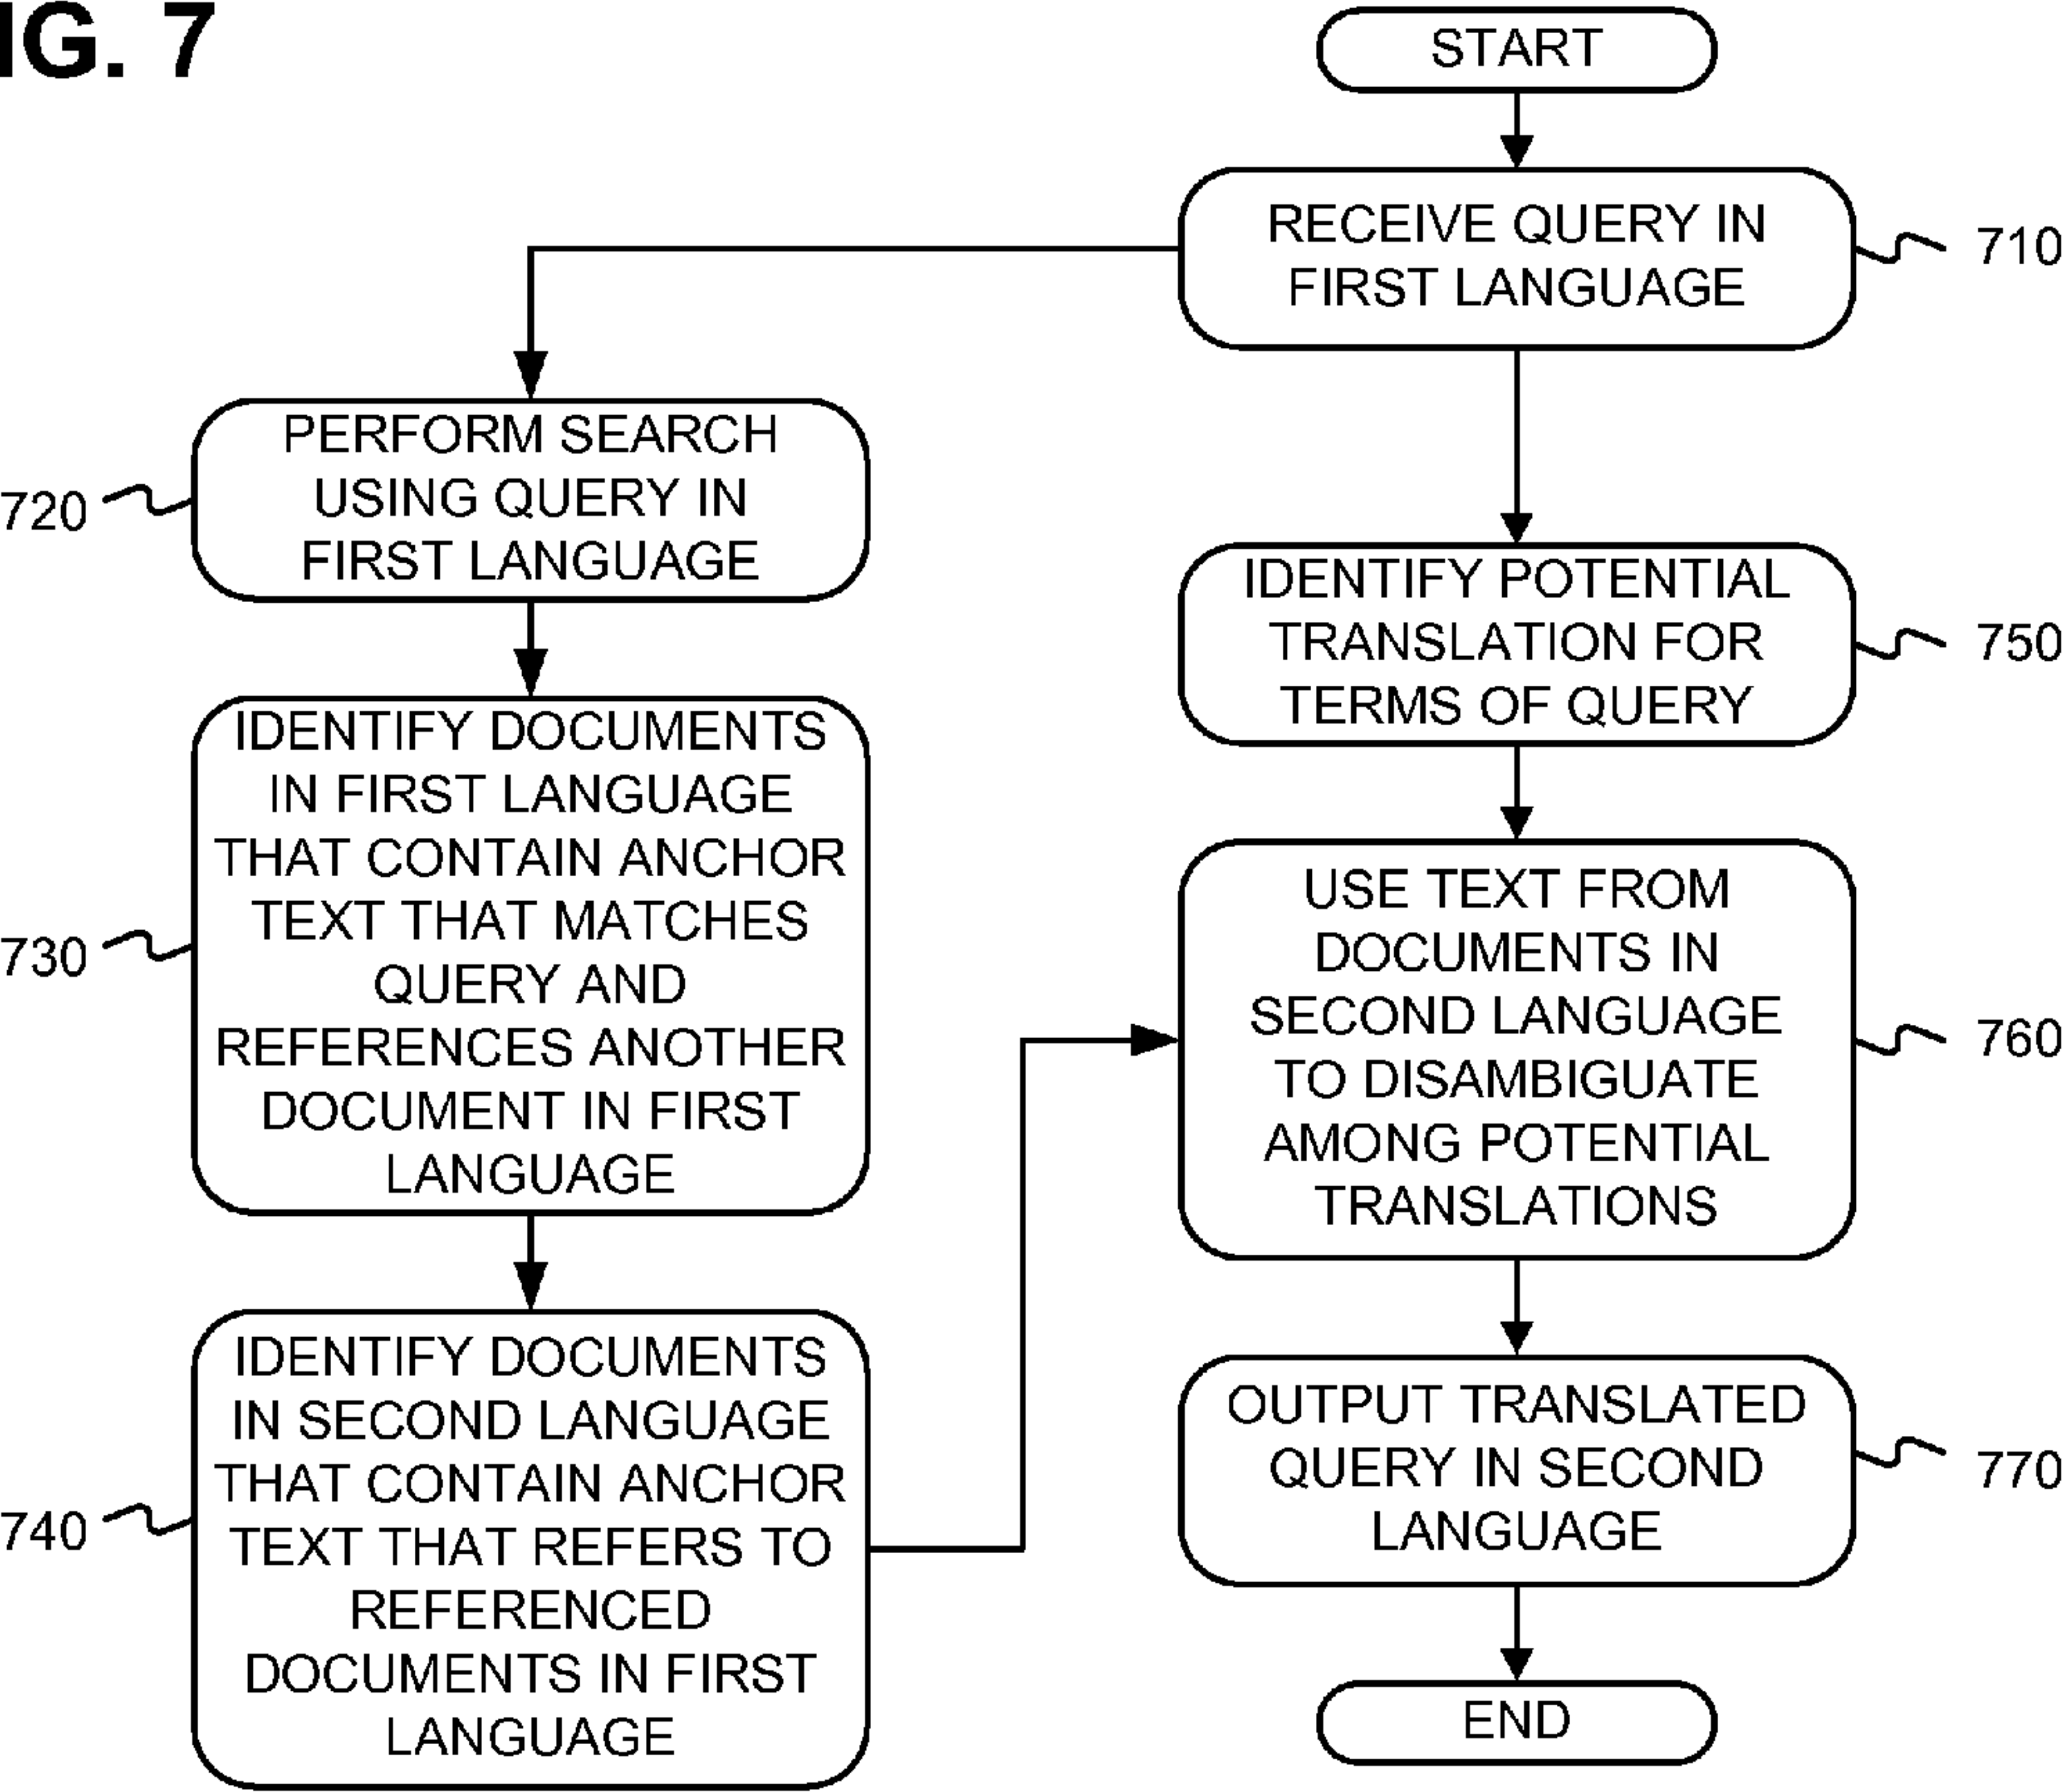 IG. 7
START
RECEIVE QUERY IN
FIRST LANGUAGE
710
PERFORM SEARCH
USING QUERY IN
FIRST LANGUAGE
720
IDENTIFY DOCUMENTS
IN FIRST LANGUAGE
THAT CONTAIN ANCHOR
TEXT THAT MATCHES
QUERY AND
REFERENCES ANOTHER
DOCUMENT IN FIRST
LANGUAGE
730
IDENTIFY DOCUMENTS
IN SECOND LANGUAGE
THAT CONTAIN ANCHOR
TEXT THAT REFERS TO
REFERENCED
DOCUMENTS IN FIRST
LANGUAGE
740
IDENTIFY POTENTIAL
TRANSLATION FOR
TERMS OF QUERY
750
USE TEXT FROM
DOCUMENTS IN
SECOND LANGUAGE
TO DISAMBIGUATE
AMONG POTENTIAL
TRANSLATIONS
760
OUTPUT TRANSLATED
QUERY IN SECOND
LANGUAGE
770
END